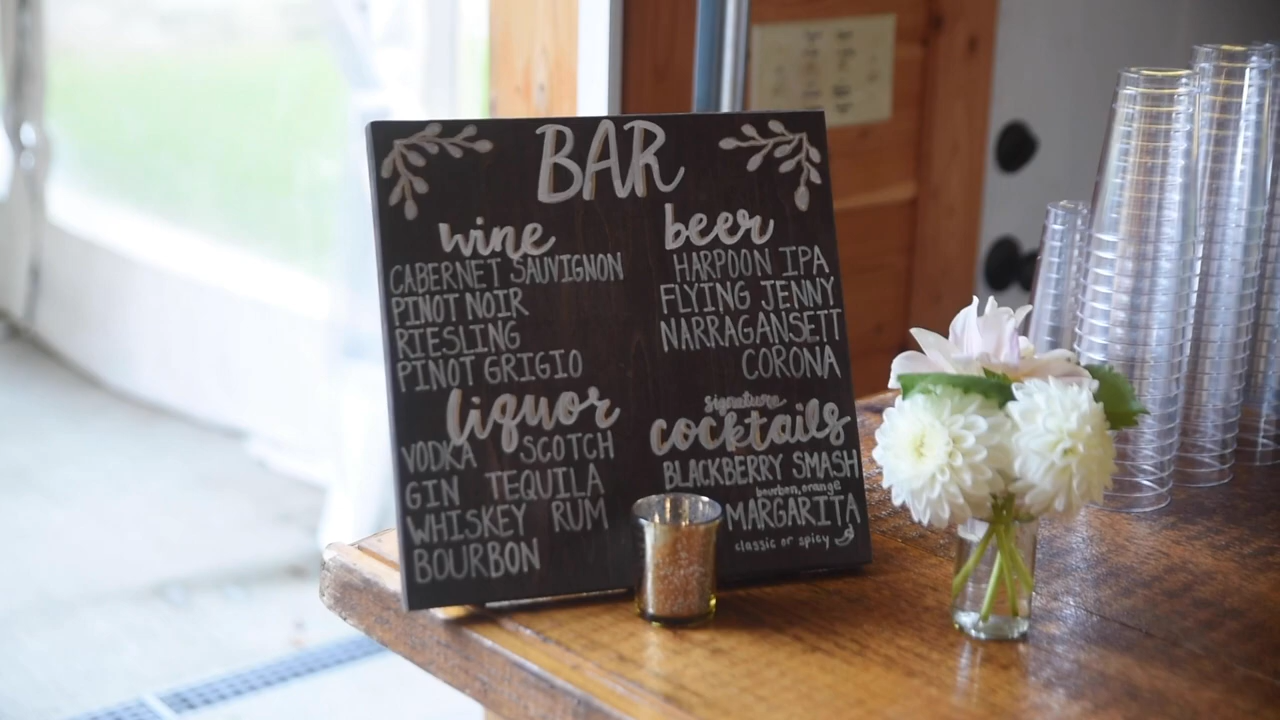 BAR
wine
CABERNET SAUVIGNON
PINOT NOIR
RIESLING
PINOT GRIGIO
beer
HARPOON IPA
FLYING JENNY
NARRAGANSETT
CORONA
liquor
VODKA SCOTCH
GIN TEQUILA
WHISKEY RUM
BOURBON
signature
cocktails
BLACKBERRY SMASH
bourbon, orange
MARGARITA
classic or spicy